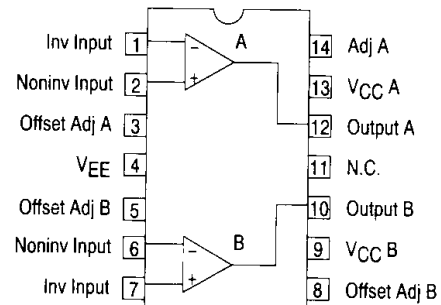 Inv Input 1 − A 14 Adj A
Noninv Input 2 + 13 VCC A
Offset Adj A 3 12 Output A
VEE 4 11 N.C.
Offset Adj B 5 10 Output B
Noninv Input 6 − B 9 VCC B
Inv Input 7 + 8 Offset Adj B